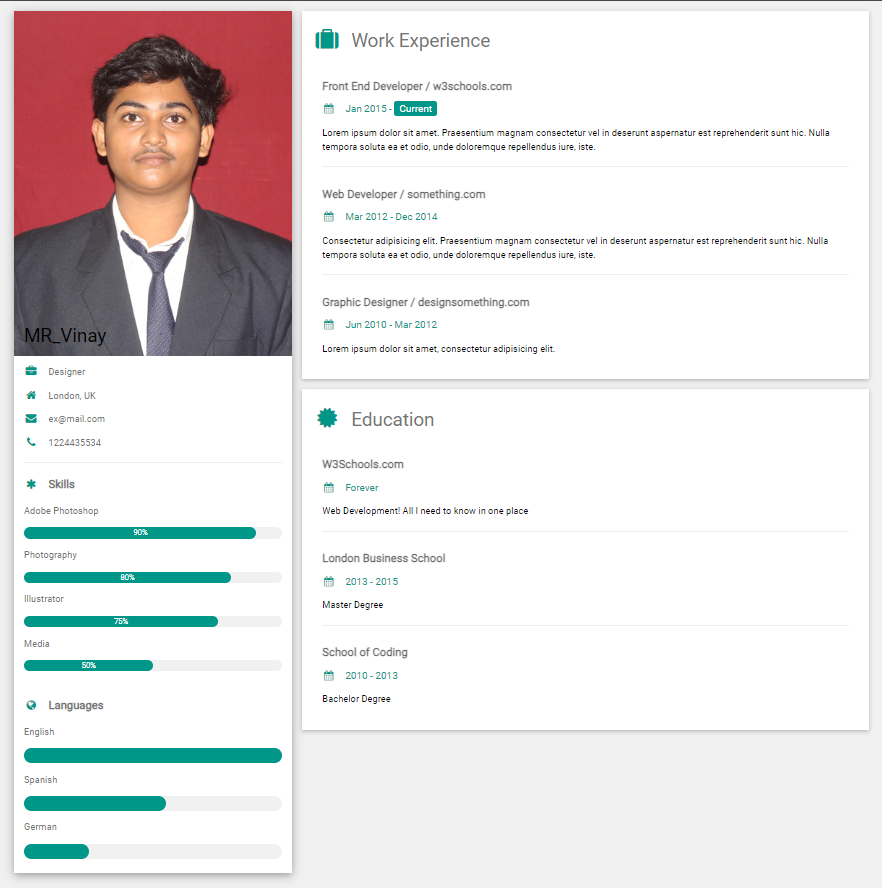 MR_Vinay
Designer
London, UK
ex@mail.com
1224435534
Skills
Adobe Photoshop
90%
Photography
80%
Illustrator
75%
Media
50%
Languages
English
Spanish
German
Work Experience
Front End Developer / w3schools.com
Jan 2015 - Current
Lorem ipsum dolor sit amet. Praesentium magnam consectetur vel in deserunt aspernatur est reprehenderit sunt hic. Nulla
tempora soluta ea et odio, unde doloremque repellendus iure, iste.
Web Developer / something.com
Mar 2012 - Dec 2014
Consectetur adipisicing elit. Praesentium magnam consectetur vel in deserunt aspernatur est reprehenderit sunt hic. Nulla
tempora soluta ea et odio, unde doloremque repellendus iure, iste.
Graphic Designer / designsomething.com
Jun 2010 - Mar 2012
Lorem ipsum dolor sit amet, consectetur adipisicing elit.
Education
W3Schools.com
Forever
Web Development! All I need to know in one place
London Business School
2013 - 2015
Master Degree
School of Coding
2010 - 2013
Bachelor Degree